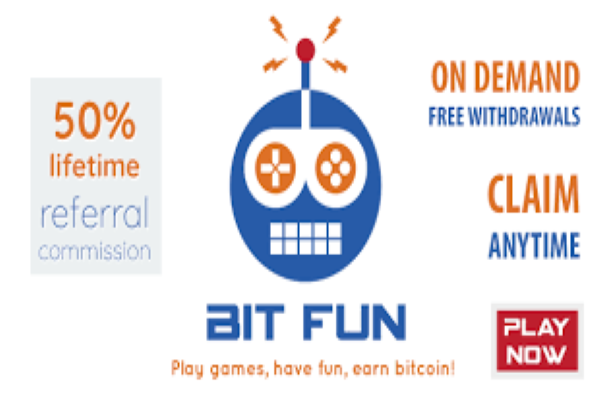 50%
lifetime
referral
commission
BIT FUN
Play games, have fun, earn bitcoin!
ON DEMAND
FREE WITHDRAWALS
CLAIM
ANYTIME
PLAY
NOW